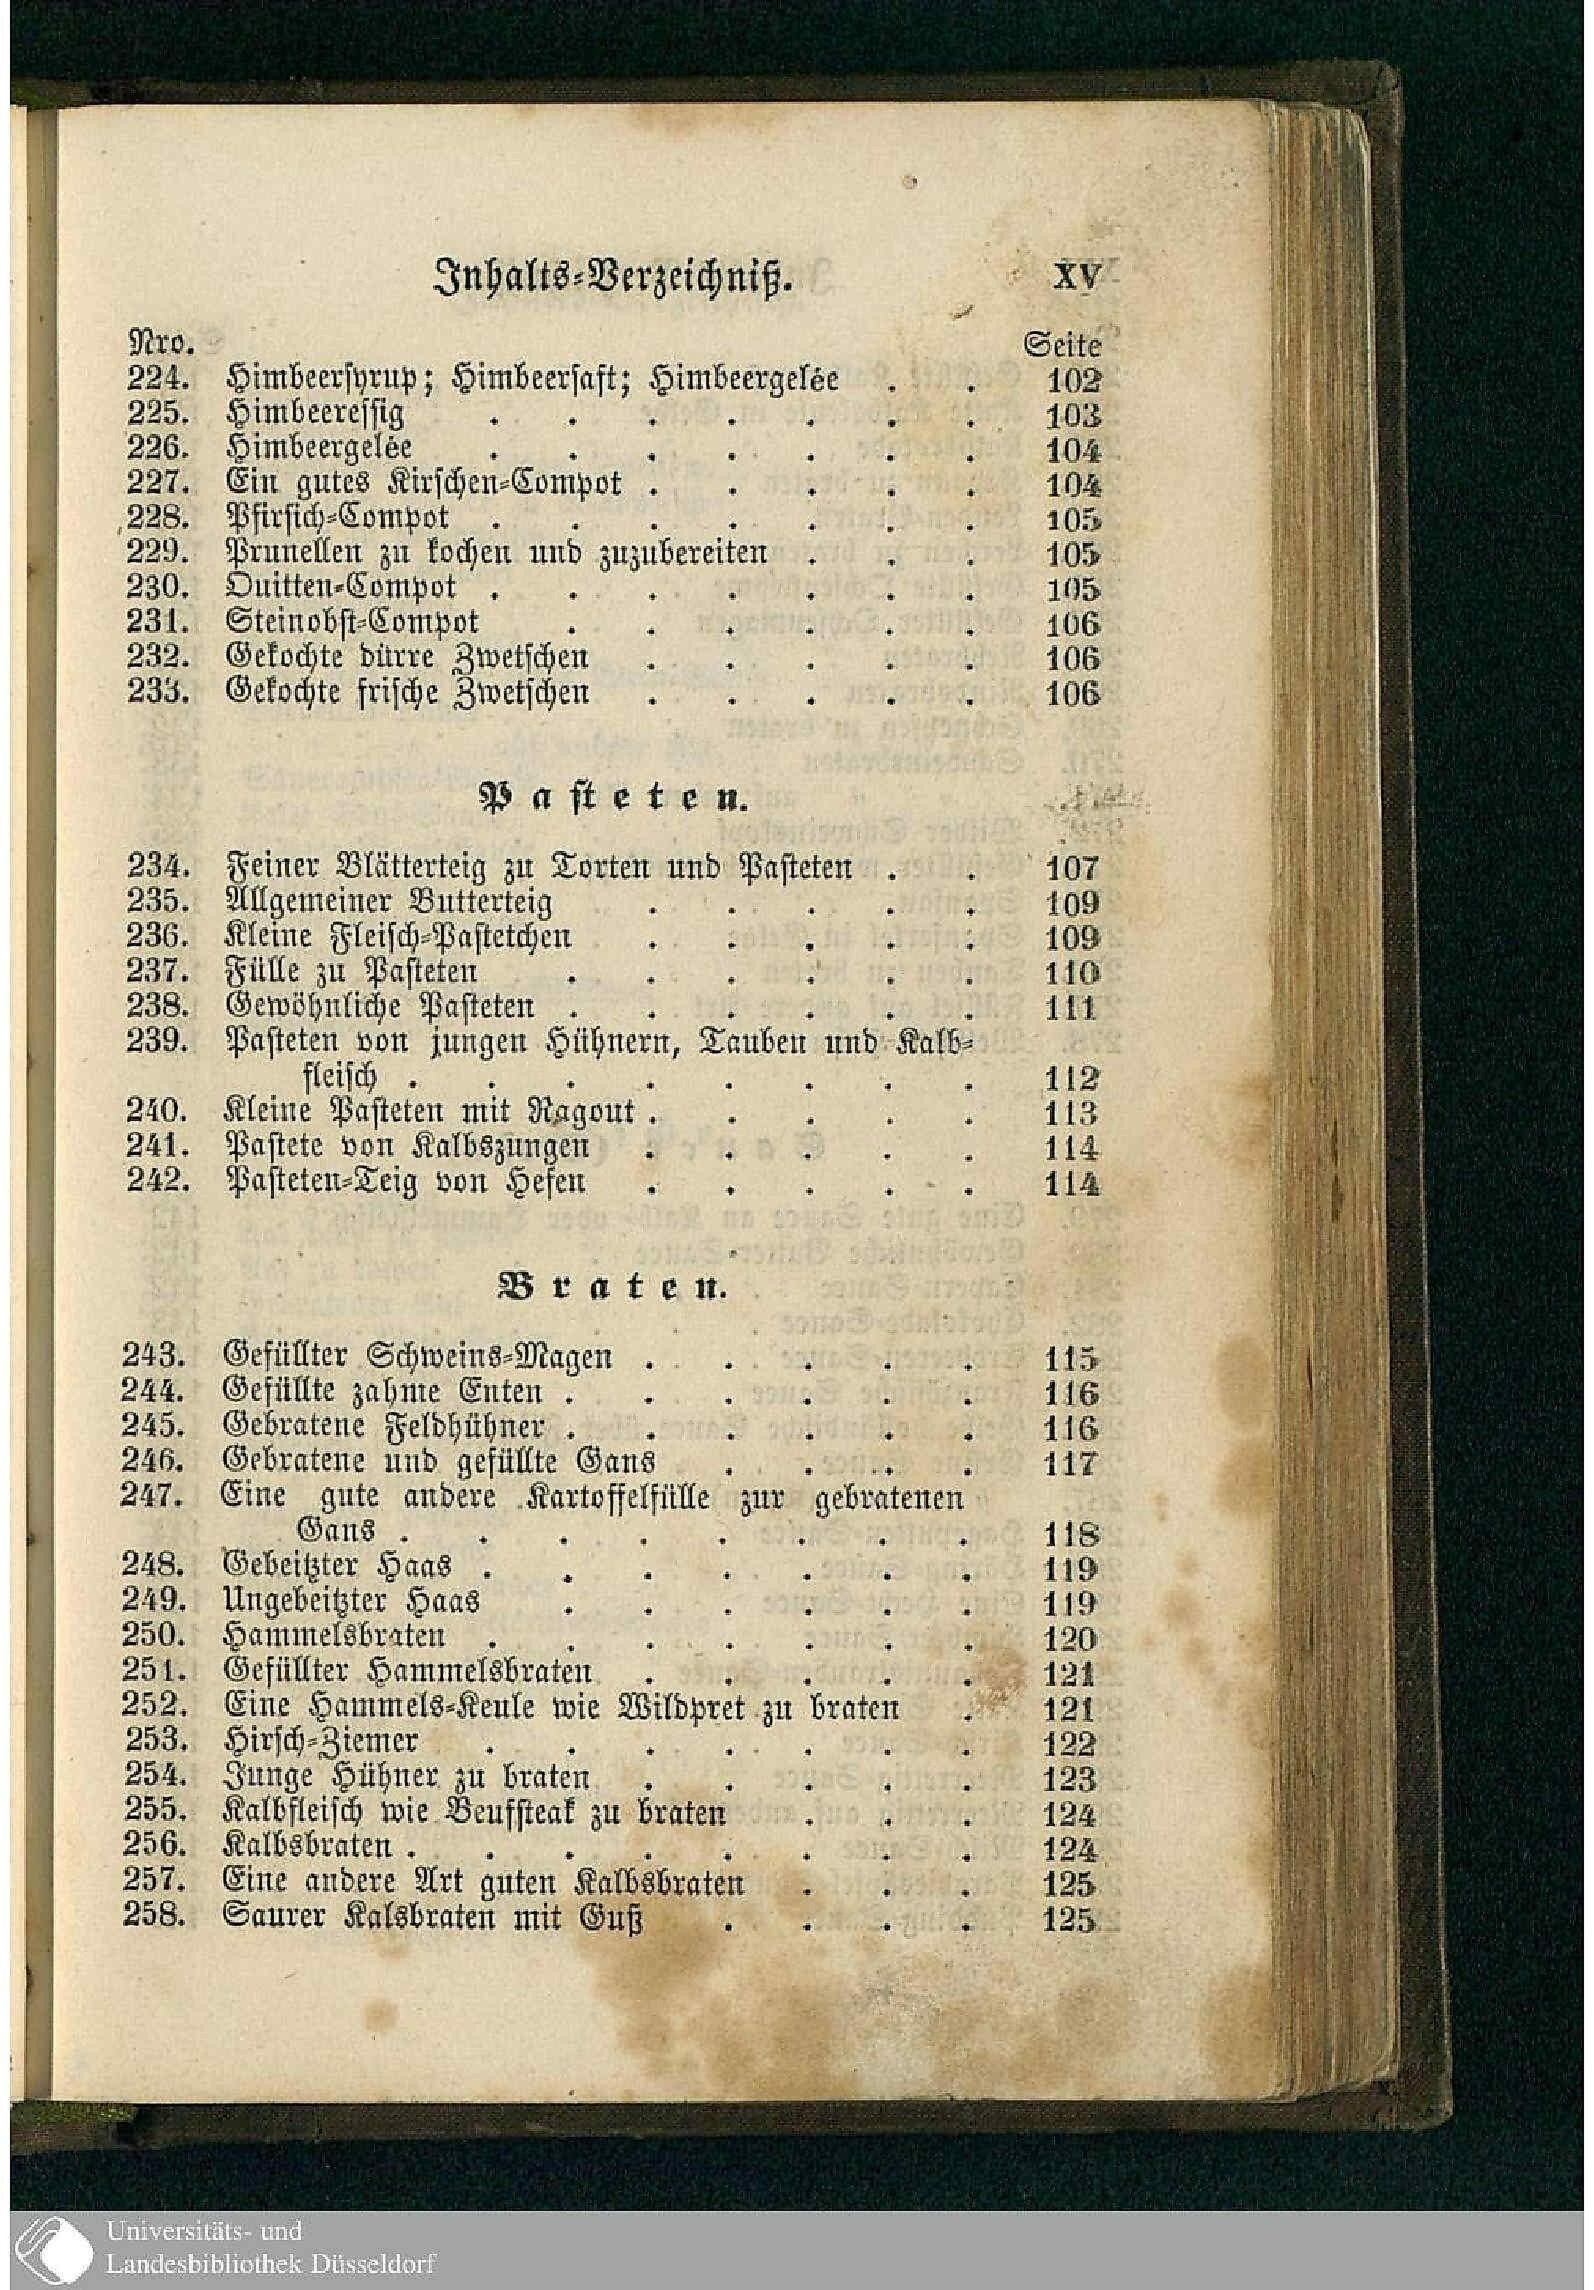 Inhalts-Verzeichniß. XV
Nro. Seite
224. Himbeersyrup; Himbeersaft; Himbeergelée . . 102
225. Himbeeressig . . . . . . . 103
226. Himbeergelée . . . . . . . 104
227. Ein gutes Kirschen-Compot . . . . . 104
228. Pfirsich-Compot . . . . . . . 105
229. Prunellen zu kochen und zuzubereiten . . . 105
230. Quitten-Compot . . . . . . . 105
231. Steinobst-Compot . . . . . . 106
232. Gekochte dürre Zwetschen . . . . . 106
233. Gekochte frische Zwetschen . . . . . 106
Pasteten.
234. Feiner Blätterteig zu Torten und Pasteten . . 107
235. Allgemeiner Butterteig . . . . . 109
236. Kleine Fleisch-Pastetchen . . . . . 109
237. Fülle zu Pasteten . . . . . . 110
238. Gewöhnliche Pasteten . . . . . . 111
239. Pasteten von jungen Hühnern, Tauben und Kalb-
fleisch . . . . . . . . 112
240. Kleine Pasteten mit Ragout . . . . . 113
241. Pastete von Kalbszungen . . . . . 114
242. Pasteten-Teig von Hefen . . . . . 114
Braten.
243. Gefüllter Schweins-Magen . . . . . 115
244. Gefüllte zahme Enten . . . . . . 116
245. Gebratene Feldhühner . . . . . . 116
246. Gebratene und gefüllte Gans . . . . 117
247. Eine gute andere Kartoffelfülle zur gebratenen
Gans . . . . . . . . 118
248. Gebeitzter Haas . . . . . . . 119
249. Ungebeitzter Haas . . . . . . 119
250. Hammelsbraten . . . . . . . 120
251. Gefüllter Hammelsbraten . . . . . 121
252. Eine Hammels-Keule wie Wildpret zu braten . 121
253. Hirsch-Ziemer . . . . . . . 122
254. Junge Hühner zu braten . . . . . 123
255. Kalbfleisch wie Beufsteak zu braten . . . 124
256. Kalbsbraten . . . . . . . . 124
257. Eine andere Art guten Kalbsbraten . . . 125
258. Saurer Kalsbraten mit Guß . . . . 125
Universitäts- und
Landesbibliothek Düsseldorf